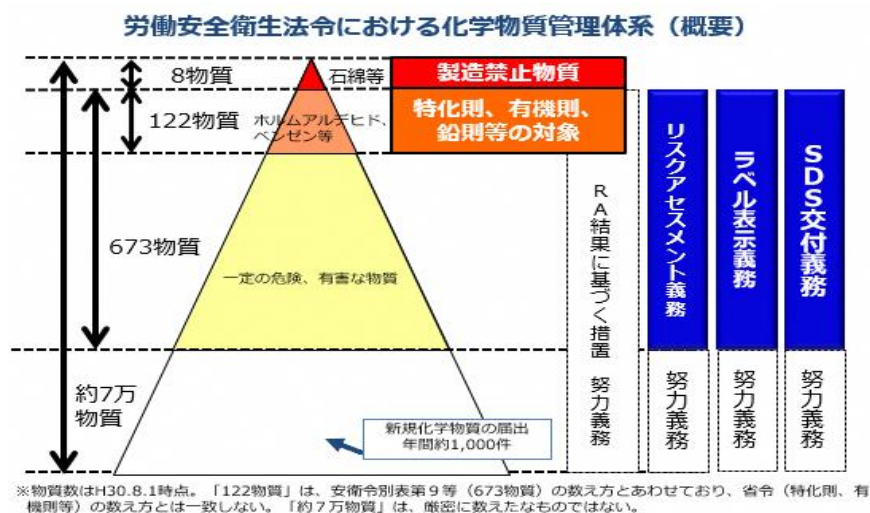 労働安全衛生法令における化学物質管理体系（概要）
8物質
石綿等
製造禁止物質
122物質
ホルムアルデヒド、
ベンゼン等
特化則、有機則、
鉛則等の対象
673物質
一定の危険、有害な物質
約7万
物質
新規化学物質の届出
年間約1,000件
RA結果に基づく措置 努力義務
リスクアセスメント義務
努力義務
ラベル表示義務
努力義務
SDS交付義務
努力義務
※物質数はH30.8.1時点。「122物質」は、安衛令別表第９等（673物質）の数え方とあわせており、省令（特化則、有
機則等）の数え方とは一致しない。「約７万物質」は、厳密に数えたなものではない。